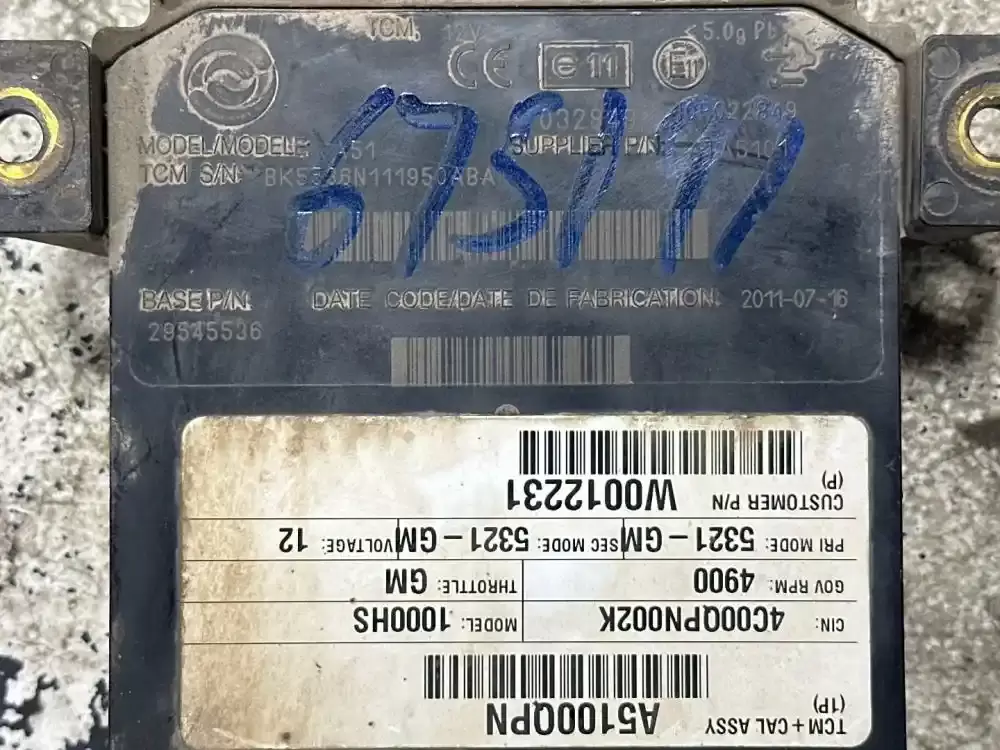 TCM. 12V <5.0g Pb
CE e 11 E11
MODEL/MODELE: SUPPLIER P/N
TCM S/N:
675199
BASE P/N. DATE CODE/DATE DE FABRICATION: 2011-07-16
29545536
TCM + CAL ASSY A5100QPN
(1P)
CIN: 4C00QPN002K MODEL: 1000HS
GOV RPM: 4900 THROTTLE: GM
PRI MODE: 5321-GM SEC MODE: 5321-GM VOLTAGE: 12
CUSTOMER P/N W0012231
(P)